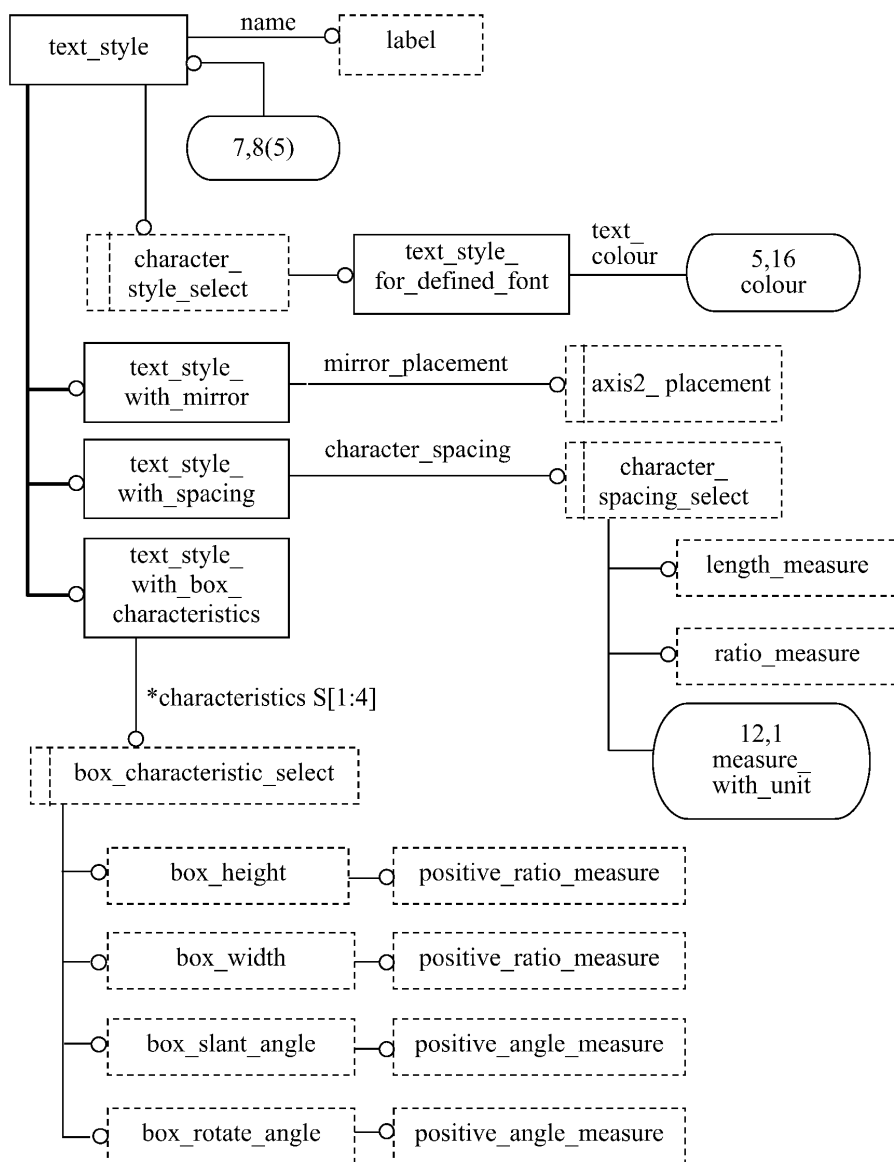 name
text_style
label
7,8(5)
character_
style_select
text_style_
for_defined_font
text_
colour
5,16
colour
text_style_
with_mirror
mirror_placement
axis2_ placement
text_style_
with_spacing
character_spacing
character_
spacing_select
text_style_
with_box_
characteristics
length_measure
ratio_measure
12,1
measure_
with_unit
*characteristics S[1:4]
box_characteristic_select
box_height
positive_ratio_measure
box_width
positive_ratio_measure
box_slant_angle
positive_angle_measure
box_rotate_angle
positive_angle_measure